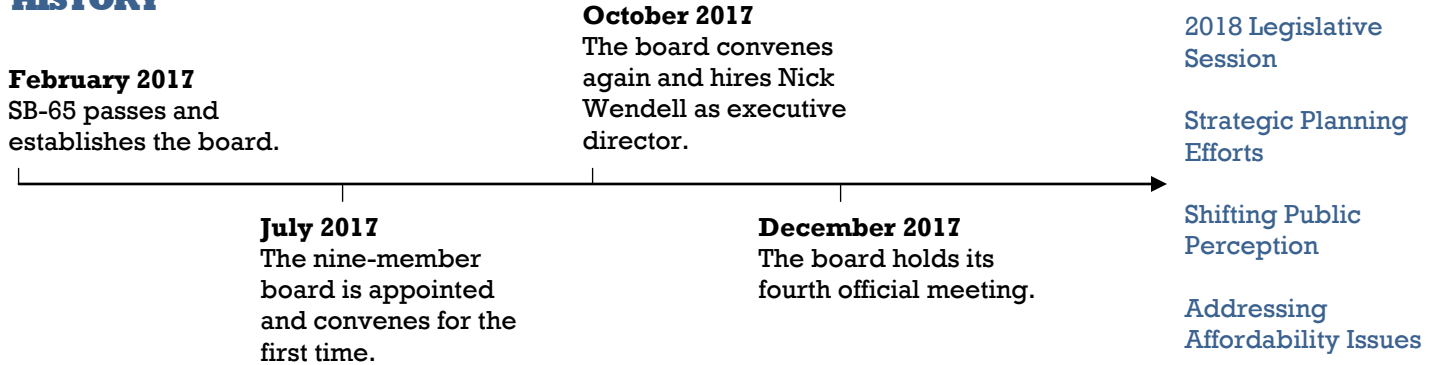 HISTORY
February 2017
SB-65 passes and
establishes the board.
July 2017
The nine-member
board is appointed
and convenes for the
first time.
October 2017
The board convenes
again and hires Nick
Wendell as executive
director.
December 2017
The board holds its
fourth official meeting.
2018 Legislative
Session
Strategic Planning
Efforts
Shifting Public
Perception
Addressing
Affordability Issues